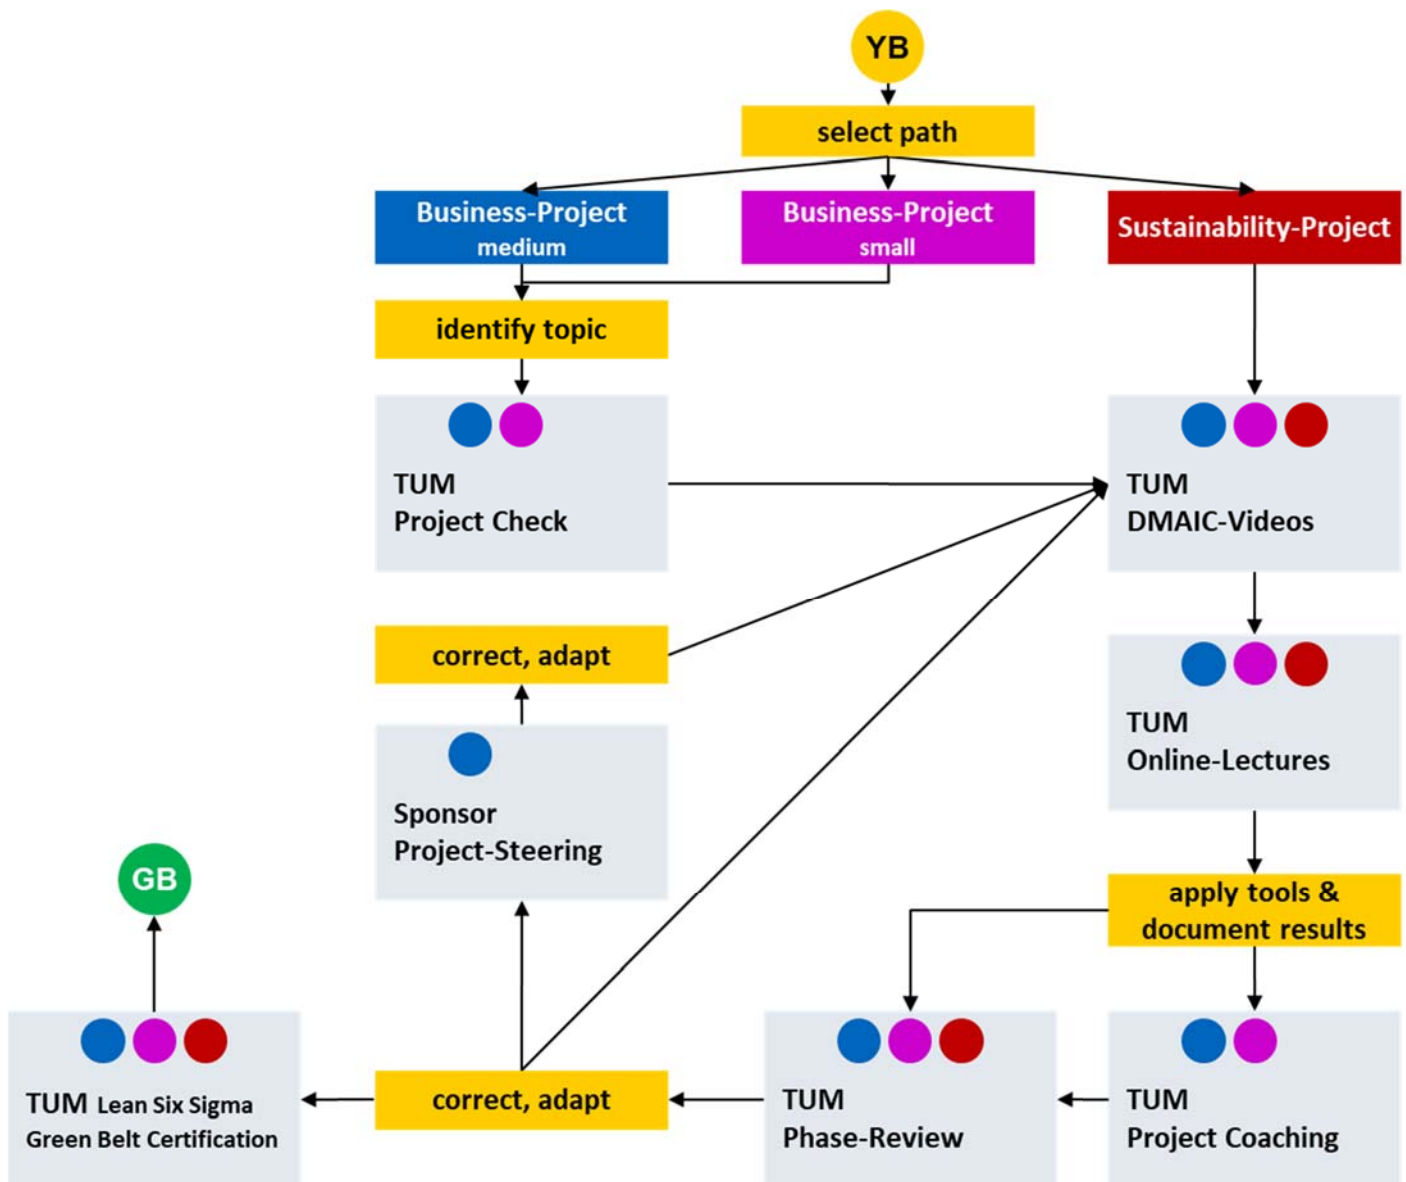 YB
select path
Business-Project
medium
Business-Project
small
Sustainability-Project
identify topic
TUM
Project Check
TUM
DMAIC-Videos
correct, adapt
TUM
Online-Lectures
Sponsor
Project-Steering
GB
apply tools &
document results
TUM Lean Six Sigma
Green Belt Certification
correct, adapt
TUM
Phase-Review
TUM
Project Coaching